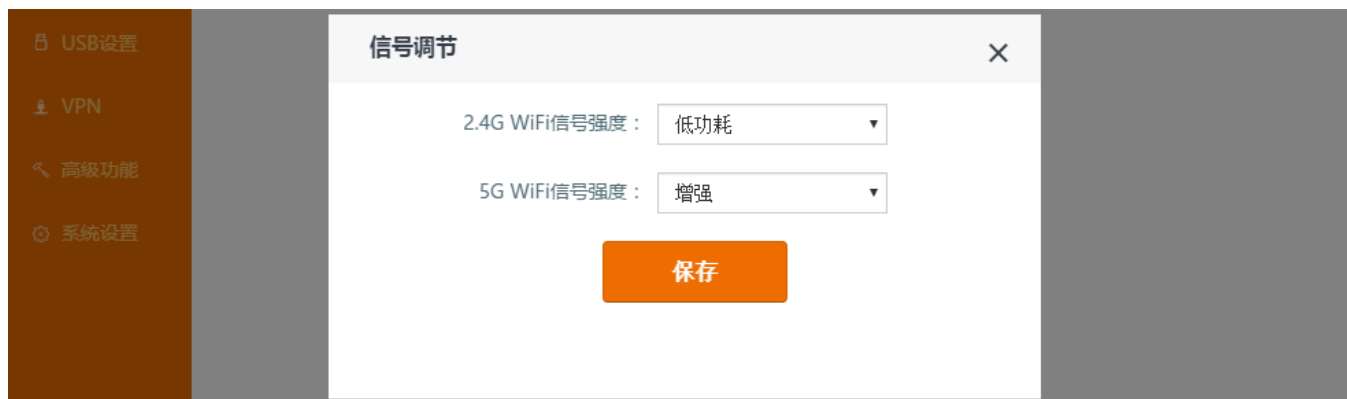 USB设置
VPN
高级功能
系统设置
信号调节
2.4G WiFi信号强度：
低功耗
5G WiFi信号强度：
增强
保存